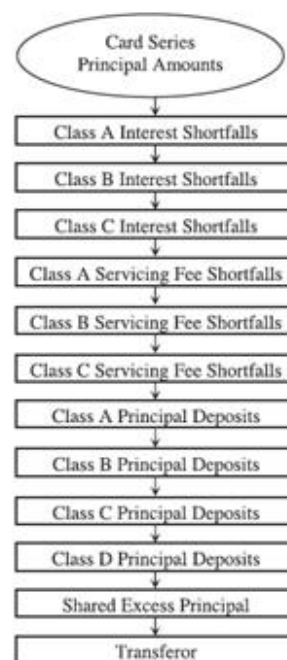 Card Series
Principal Amounts
Class A Interest Shortfalls
Class B Interest Shortfalls
Class C Interest Shortfalls
Class A Servicing Fee Shortfalls
Class B Servicing Fee Shortfalls
Class C Servicing Fee Shortfalls
Class A Principal Deposits
Class B Principal Deposits
Class C Principal Deposits
Class D Principal Deposits
Shared Excess Principal
Transferor